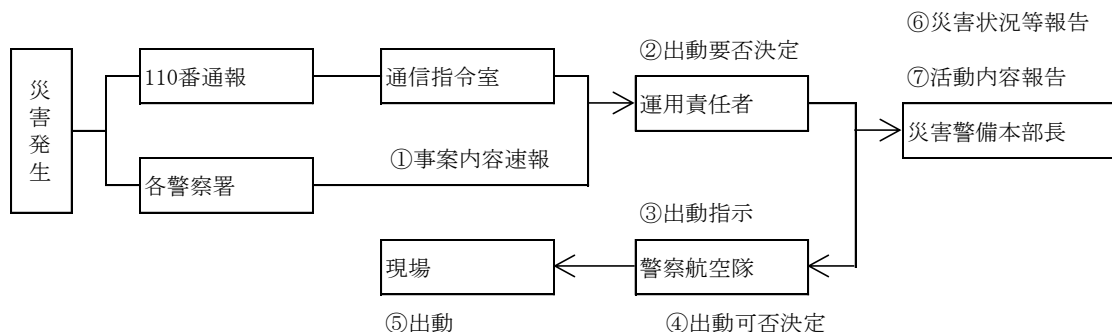 ⑥災害状況等報告
②出動要否決定
災害発生
110番通報
通信指令室
⑦活動内容報告
運用責任者
災害警備本部長
①事案内容速報
各警察署
③出動指示
現場
警察航空隊
⑤出動
④出動可否決定